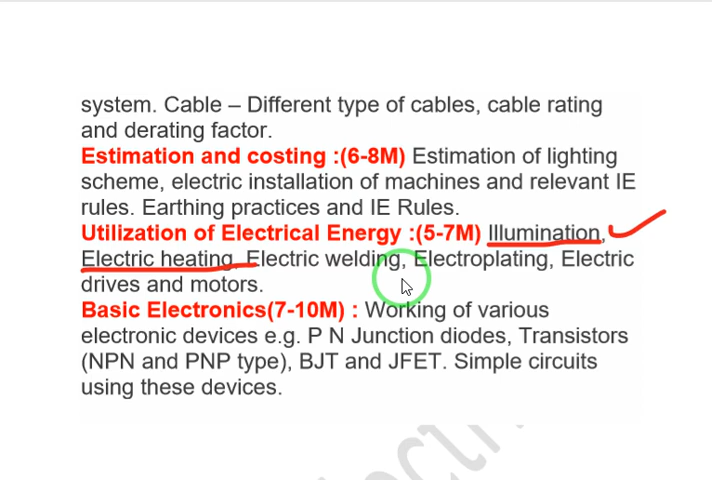 system. Cable – Different type of cables, cable rating
and derating factor.
Estimation and costing :(6-8M) Estimation of lighting
scheme, electric installation of machines and relevant IE
rules. Earthing practices and IE Rules.
Utilization of Electrical Energy :(5-7M) Illumination,
Electric heating, Electric welding, Electroplating, Electric
drives and motors.
Basic Electronics(7-10M) : Working of various
electronic devices e.g. P N Junction diodes, Transistors
(NPN and PNP type), BJT and JFET. Simple circuits
using these devices.